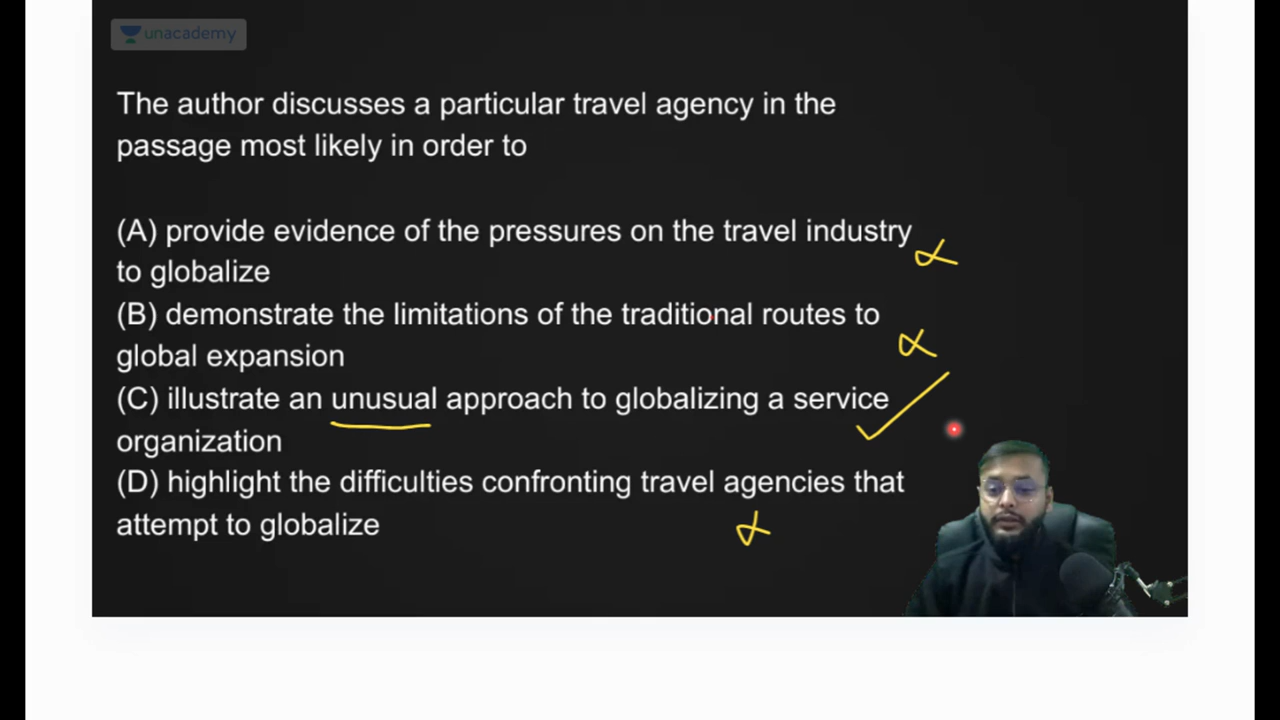 unacademy
The author discusses a particular travel agency in the
passage most likely in order to
(A) provide evidence of the pressures on the travel industry
to globalize
(B) demonstrate the limitations of the traditional routes to
global expansion
(C) illustrate an unusual approach to globalizing a service
organization
(D) highlight the difficulties confronting travel agencies that
attempt to globalize